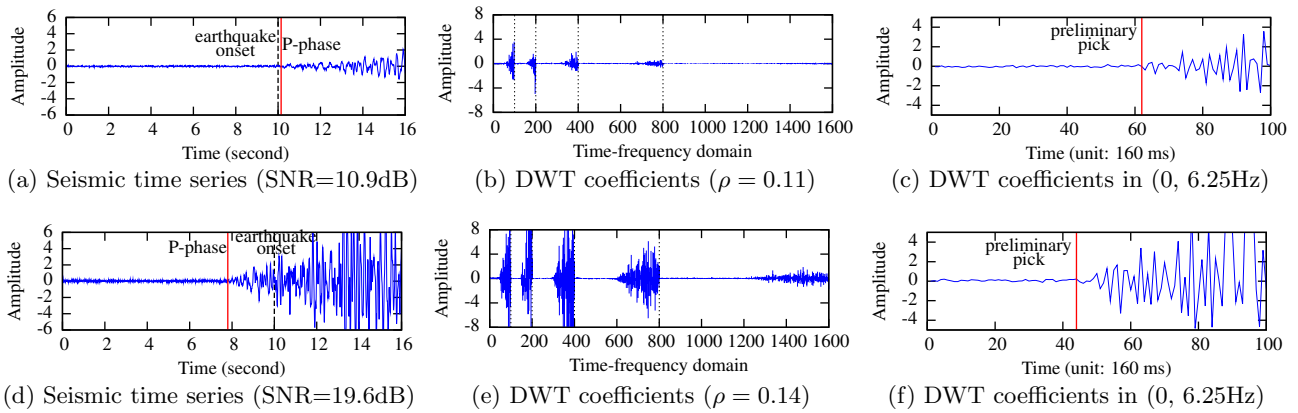 Amplitude
6
4
2
0
-2
-4
-6
earthquake
onset
P-phase
0 2 4 6 8 10 12 14 16
Time (second)
(a) Seismic time series (SNR=10.9dB)
Amplitude
8
4
0
-4
-8
0 200 400 600 800 1000 1200 1400 1600
Time-frequency domain
(b) DWT coefficients (ρ = 0.11)
Amplitude
4
2
0
-2
-4
preliminary
pick
0 20 40 60 80 100
Time (unit: 160 ms)
(c) DWT coefficients in (0, 6.25Hz)
Amplitude
6
4
2
0
-2
-4
-6
P-phase
earthquake
onset
0 2 4 6 8 10 12 14 16
Time (second)
(d) Seismic time series (SNR=19.6dB)
Amplitude
8
4
0
-4
-8
0 200 400 600 800 1000 1200 1400 1600
Time-frequency domain
(e) DWT coefficients (ρ = 0.14)
Amplitude
4
2
0
-2
-4
preliminary
pick
0 20 40 60 80 100
Time (unit: 160 ms)
(f) DWT coefficients in (0, 6.25Hz)